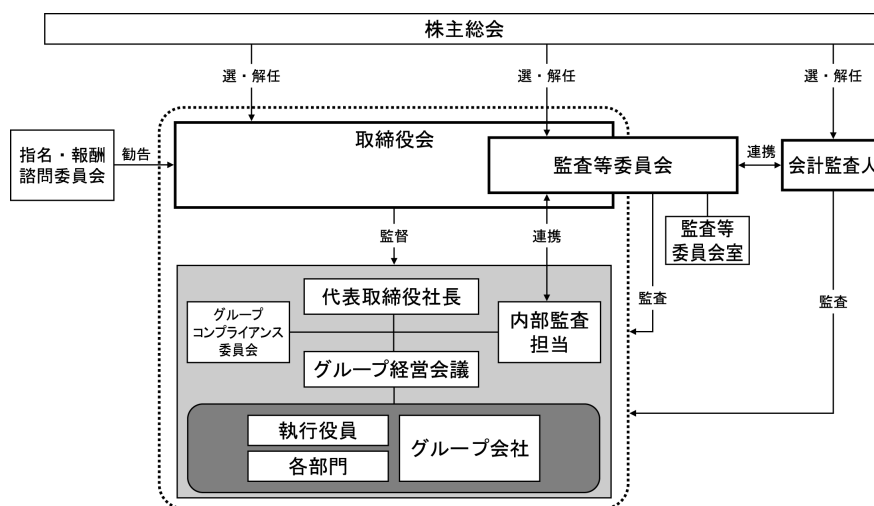 株主総会
選・解任
選・解任
選・解任
取締役会
指名・報酬
諮問委員会
勧告
監査等委員会
連携
会計監査人
監査等
委員会室
監督
連携
監査
監査
代表取締役社長
グループ
コンプライアンス
委員会
内部監査
担当
グループ経営会議
執行役員
各部門
グループ会社